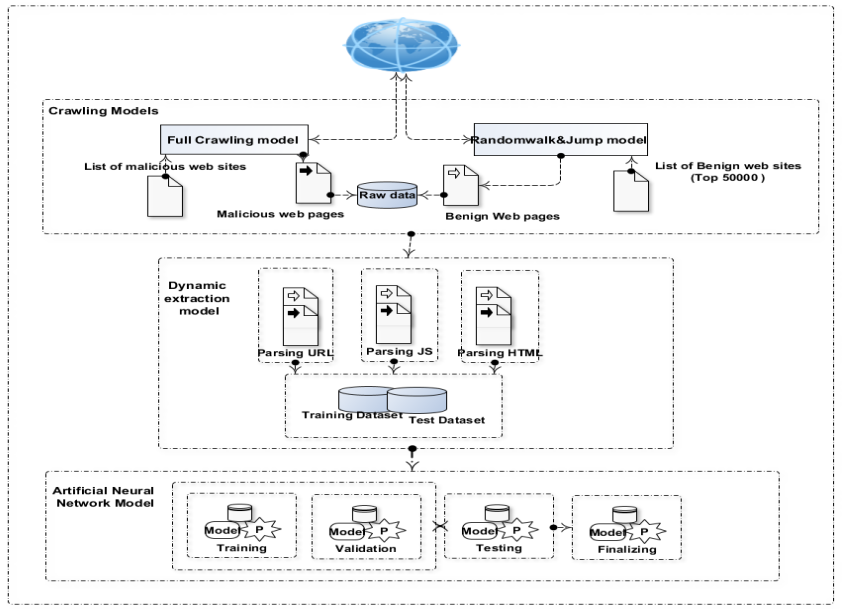 Crawling Models
Full Crawling model
Randomwalk&Jump model
List of malicious web sites
List of Benign web sites
(Top 50000 )
Raw data
Malicious web pages
Benign Web pages
Dynamic
extraction
model
Parsing URL
Parsing JS
Parsing HTML
Training Dataset
Test Dataset
Artificial Neural
Network Model
Model P
Training
Model P
Validation
Model P
Testing
Model P
Finalizing